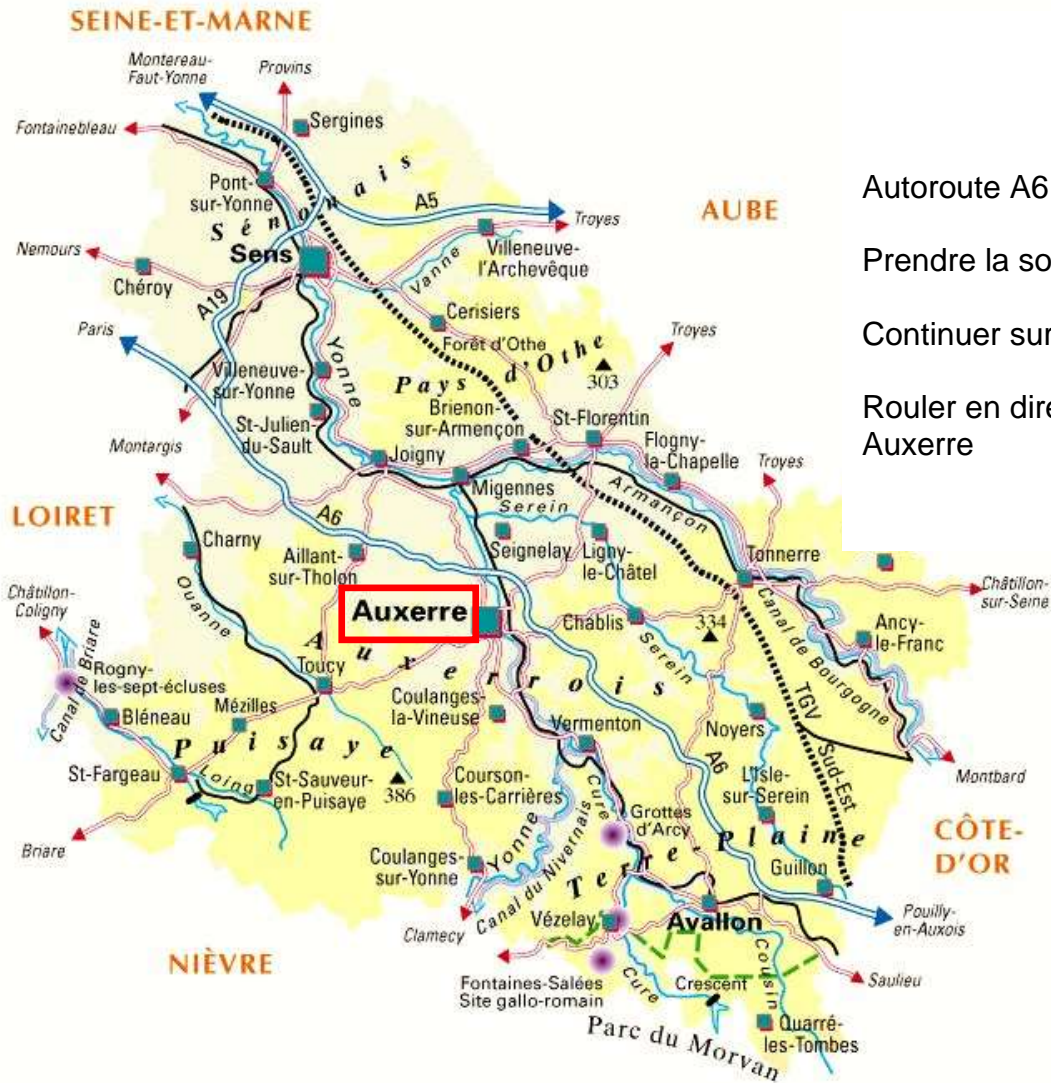 SEINE-ET-MARNE
Montereau-
Faut-Yonne
Provins
Fontainebleau
Sergines
Pont-
sur-Yonne
Sénonais
A5
Troyes
AUBE
Nemours
Sens
Villeneuve-
l'Archevêque
Vanne
Chéroy
A19
Cerisiers
Forêt d'Othe
Paris
Troyes
Yonne
Villeneuve-
sur-Yonne
Pays d'Othe
303
St-Julien-
du-Sault
Brienon-
sur-Armençon
St-Florentin
Flogny-
la-Chapelle
Montargis
Joigny
Troyes
Migennes
Armançon
Serein
LOIRET
A6
Charny
Aillant-
sur-Tholon
Seignelay
Ligny-
le-Châtel
Tonnerre
Châtillon-
sur-Seine
Châtillon-
Coligny
Ouanne
Auxerre
Chablis
334
Canal de Bourgogne
Ancy-
le-Franc
Canal de Briare
Rogny-
les-sept-écluses
Toucy
Auxerrois
Serein
TGV Sud-Est
Mézilles
Coulanges-
la-Vineuse
Bléneau
Vermenton
Noyers
Puisaye
A6
St-Fargeau
Loing
St-Sauveur-
en-Puisaye
386
Courson-
les-Carrières
Cure
L'Isle-
sur-Serein
Montbard
Briare
Grottes
d'Arcy
CÔTE-
D'OR
Coulanges-
sur-Yonne
Yonne
Canal du Nivernais
Terre Plaine
Guillon
Clamecy
Vézelay
Avallon
Pouilly-
en-Auxois
NIÈVRE
Fontaines-Salées
Site gallo-romain
Cure
Crescent
Cousin
Saulieu
Parc du Morvan
Quarré-
les-Tombes
Autoroute A6
Prendre la so
Continuer sur
Rouler en dire
Auxerre